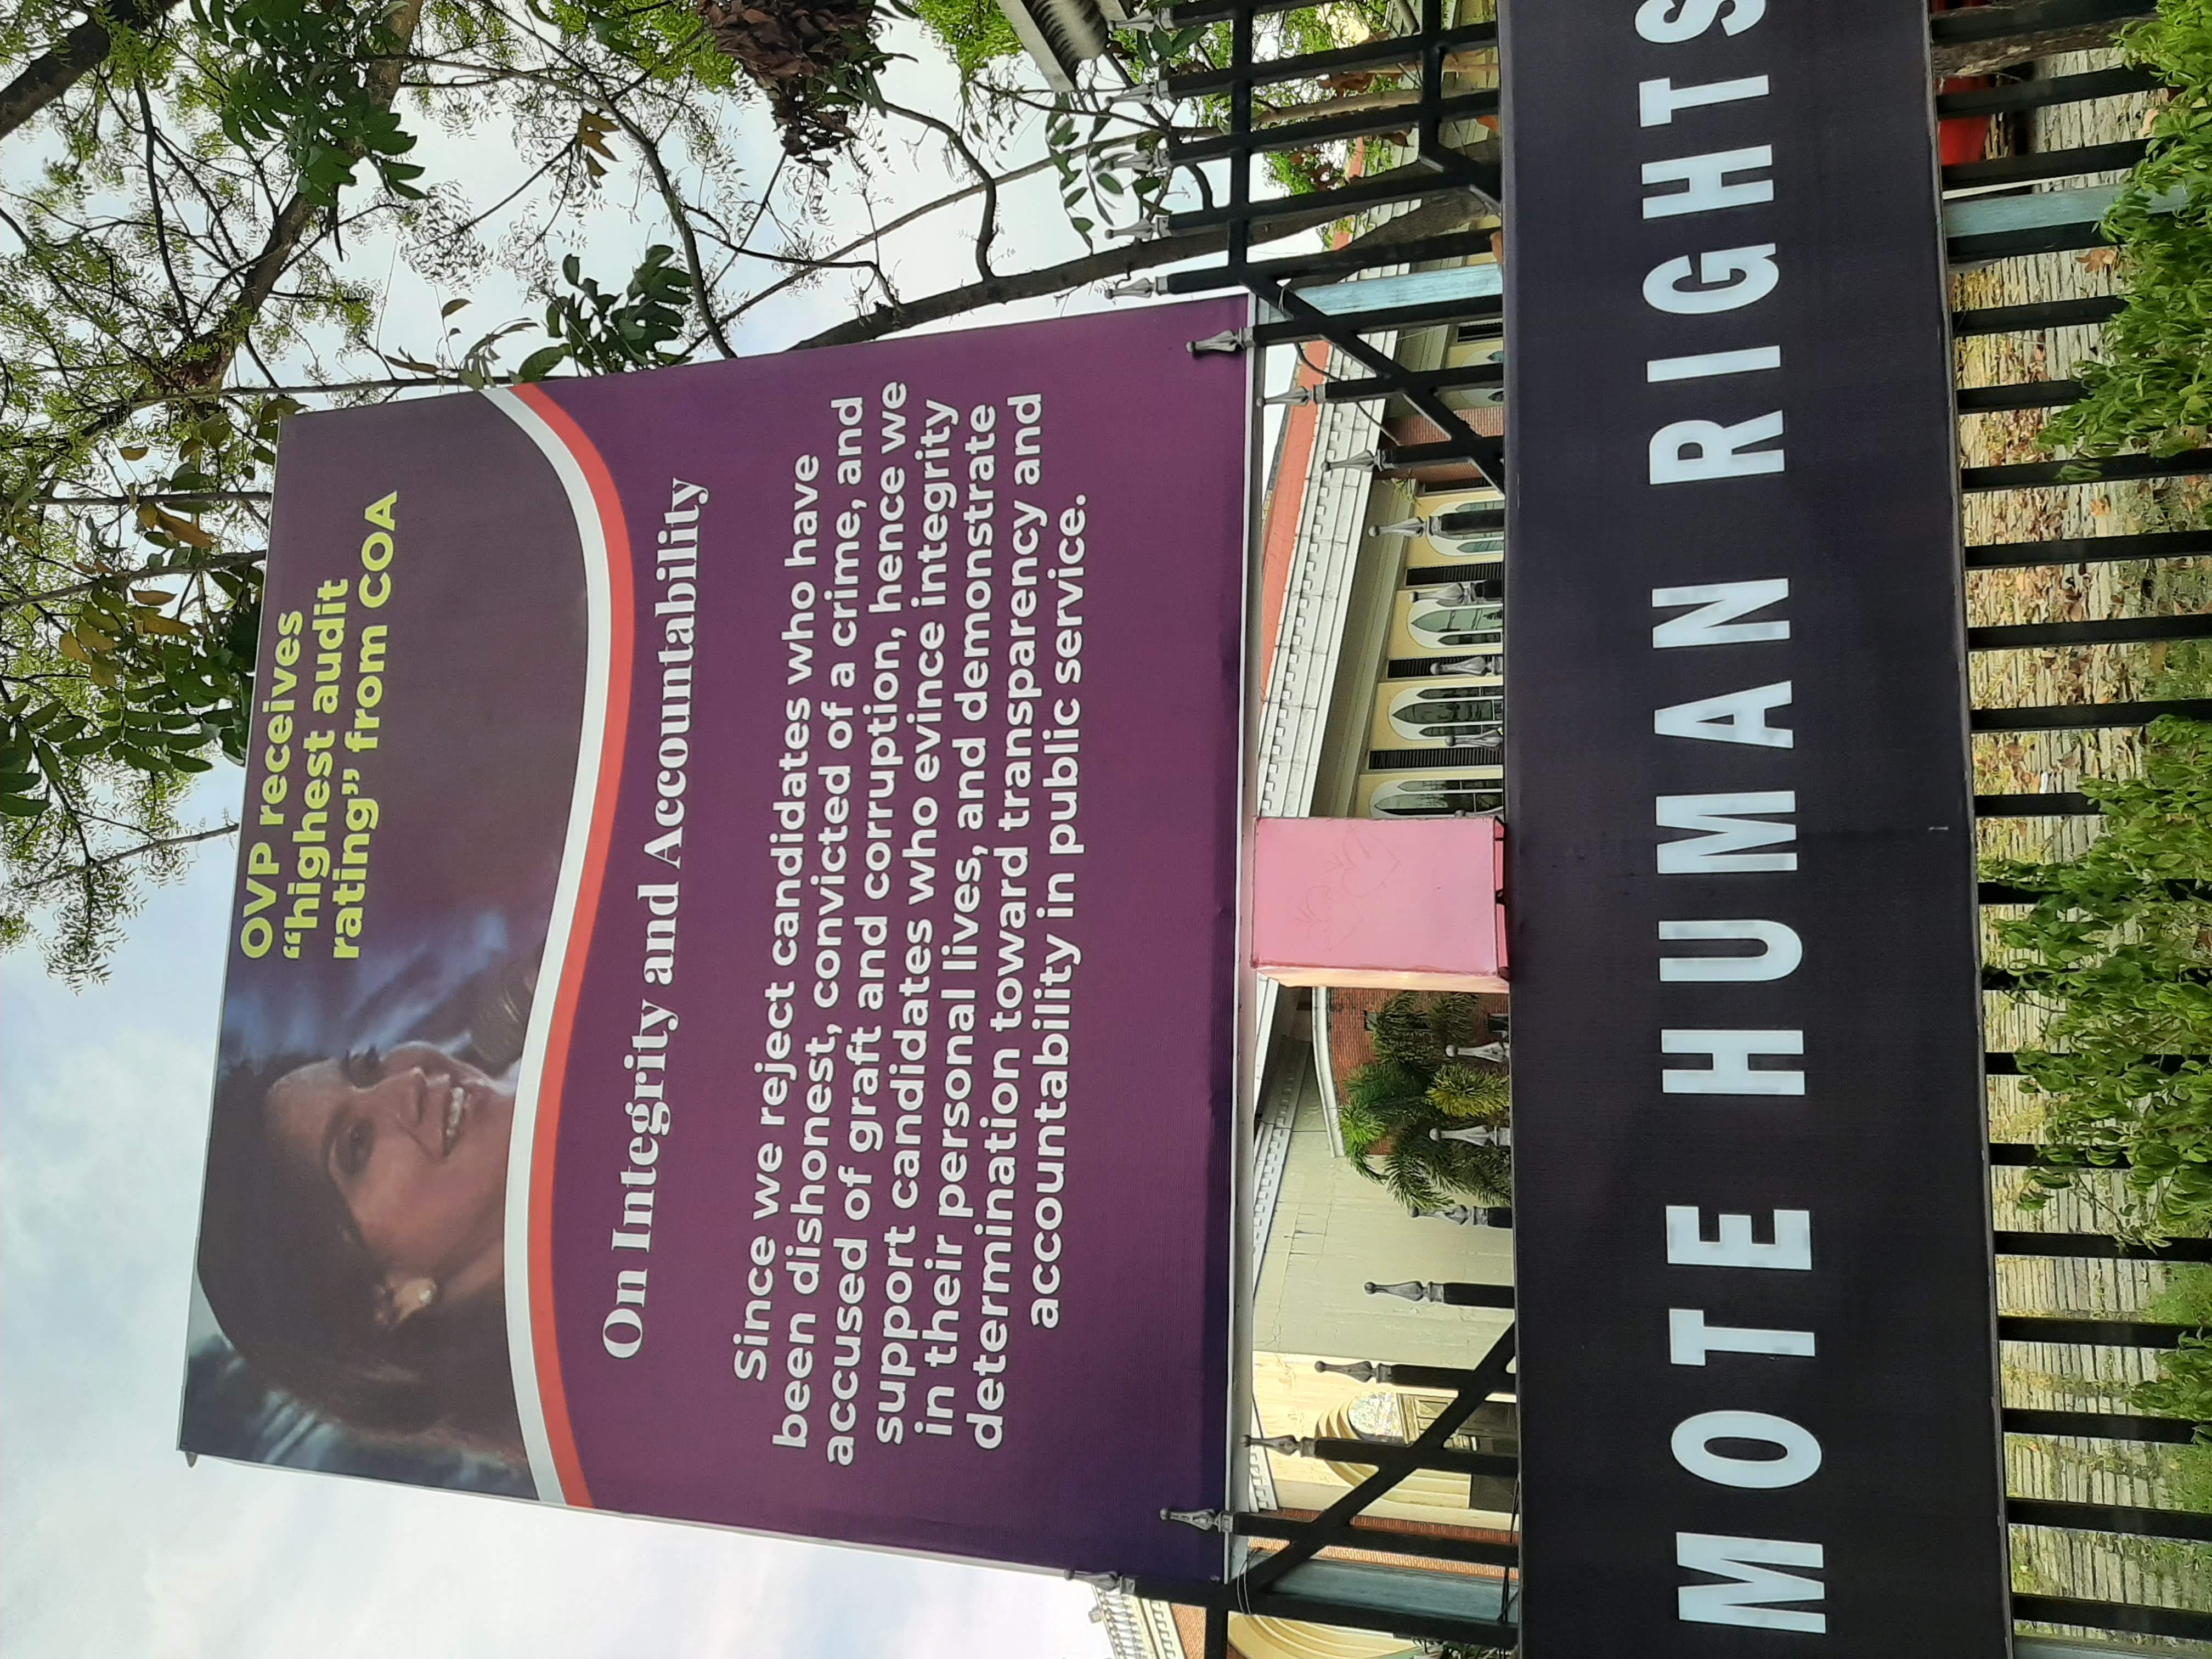 OVP receives
“highest audit
rating” from COA
On Integrity and Accountability
Since we reject candidates who have
been dishonest, convicted of a crime, and
accused of graft and corruption, hence we
support candidates who evince integrity
in their personal lives, and demonstrate
determination toward transparency and
accountability in public service.
MOTE HUMAN RIGHTS